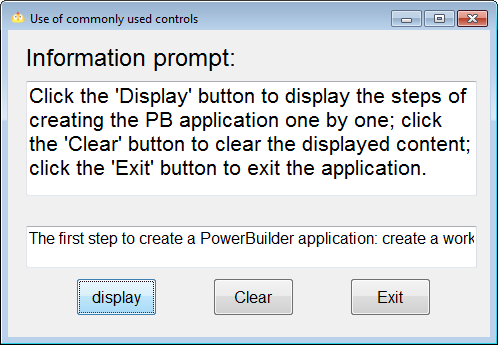 Use of commonly used controls
Information prompt:
Click the 'Display' button to display the steps of
creating the PB application one by one; click
the 'Clear' button to clear the displayed content;
click the 'Exit' button to exit the application.
The first step to create a PowerBuilder application: create a work
display Clear Exit